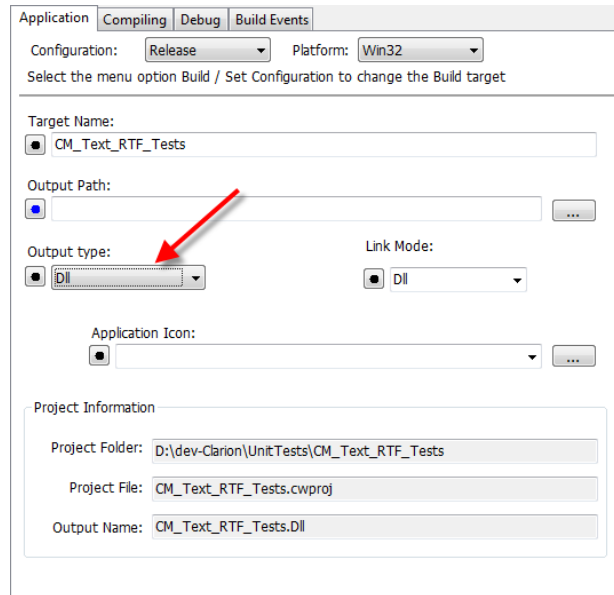 Application Compiling Debug Build Events
Configuration: Release Platform: Win32
Select the menu option Build / Set Configuration to change the Build target
Target Name:
CM_Text_RTF_Tests
Output Path:
...
Output type: Link Mode:
Dll Dll
Application Icon:
...
Project Information
Project Folder: D:\dev-Clarion\UnitTests\CM_Text_RTF_Tests
Project File: CM_Text_RTF_Tests.cwproj
Output Name: CM_Text_RTF_Tests.Dll